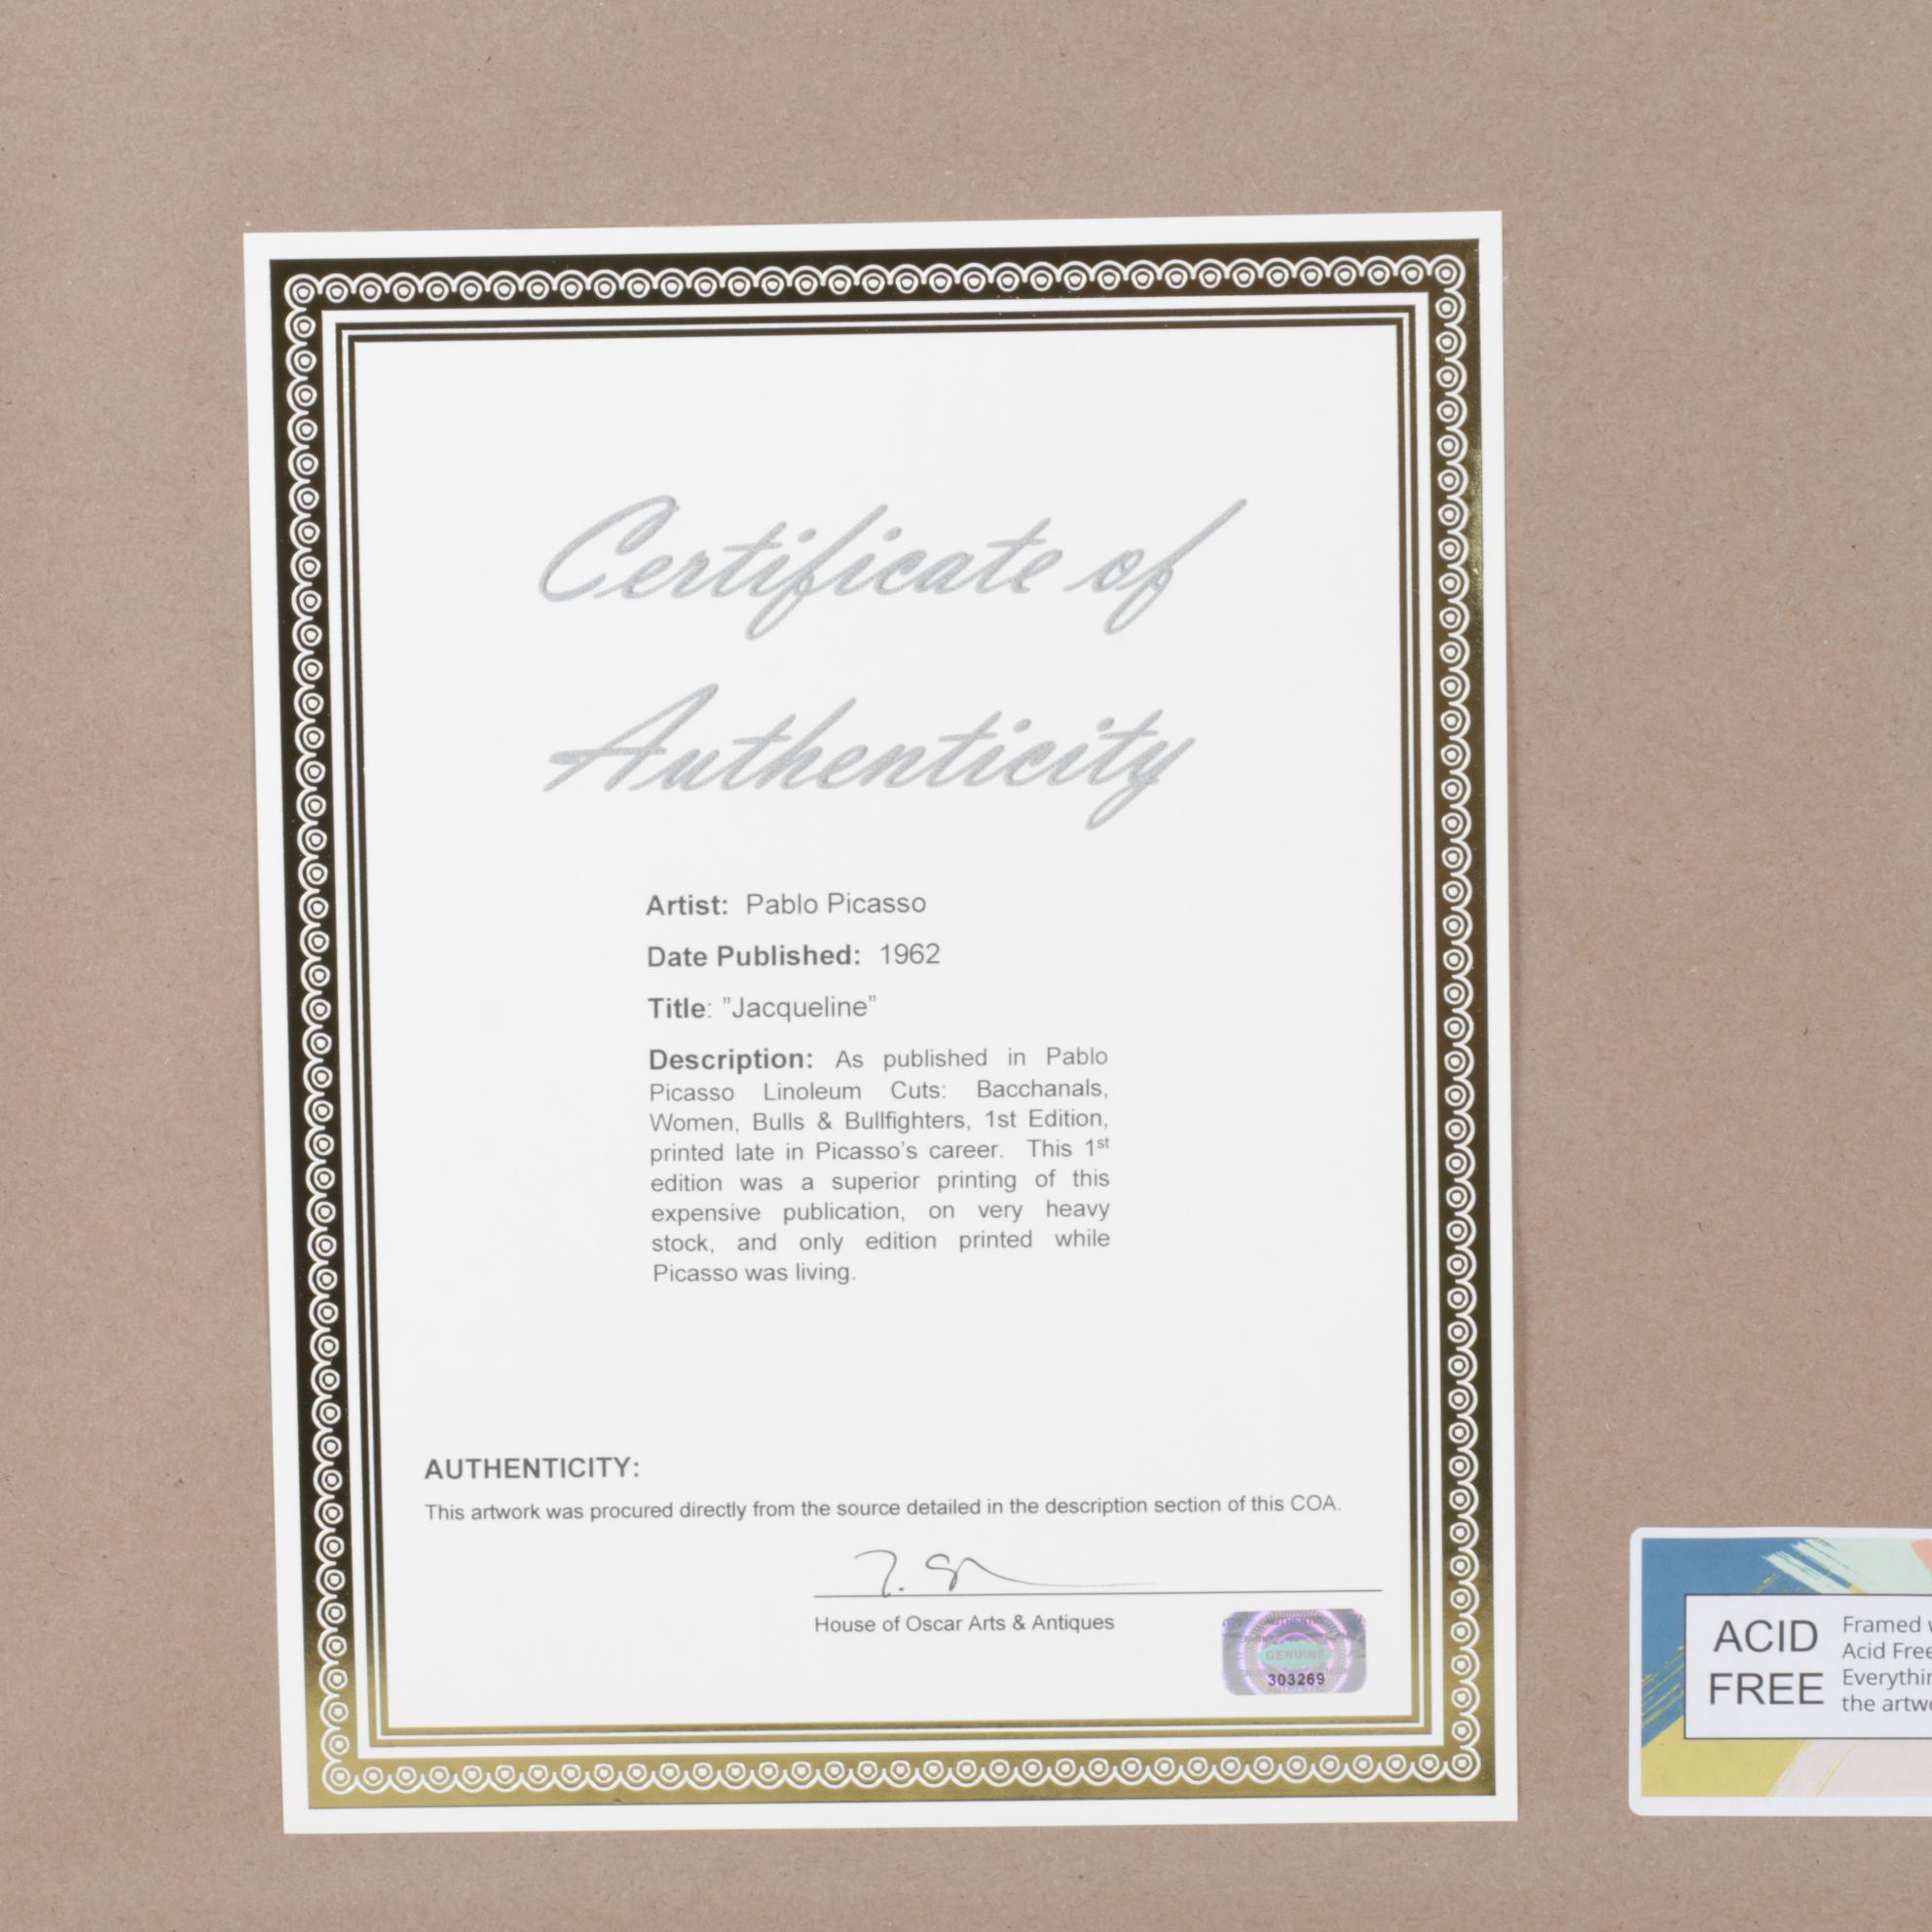 Certificate of
Authenticity
Artist: Pablo Picasso
Date Published: 1962
Title: ”Jacqueline”
Description: As published in Pablo
Picasso Linoleum Cuts: Bacchanals,
Women, Bulls & Bullfighters, 1st Edition,
printed late in Picasso’s career. This 1st
edition was a superior printing of this
expensive publication, on very heavy
stock, and only edition printed while
Picasso was living.
AUTHENTICITY:
This artwork was procured directly from the source detailed in the description section of this COA.
House of Oscar Arts & Antiques
GENUINE
303269
ACID
FREE
Framed
Acid Free
the